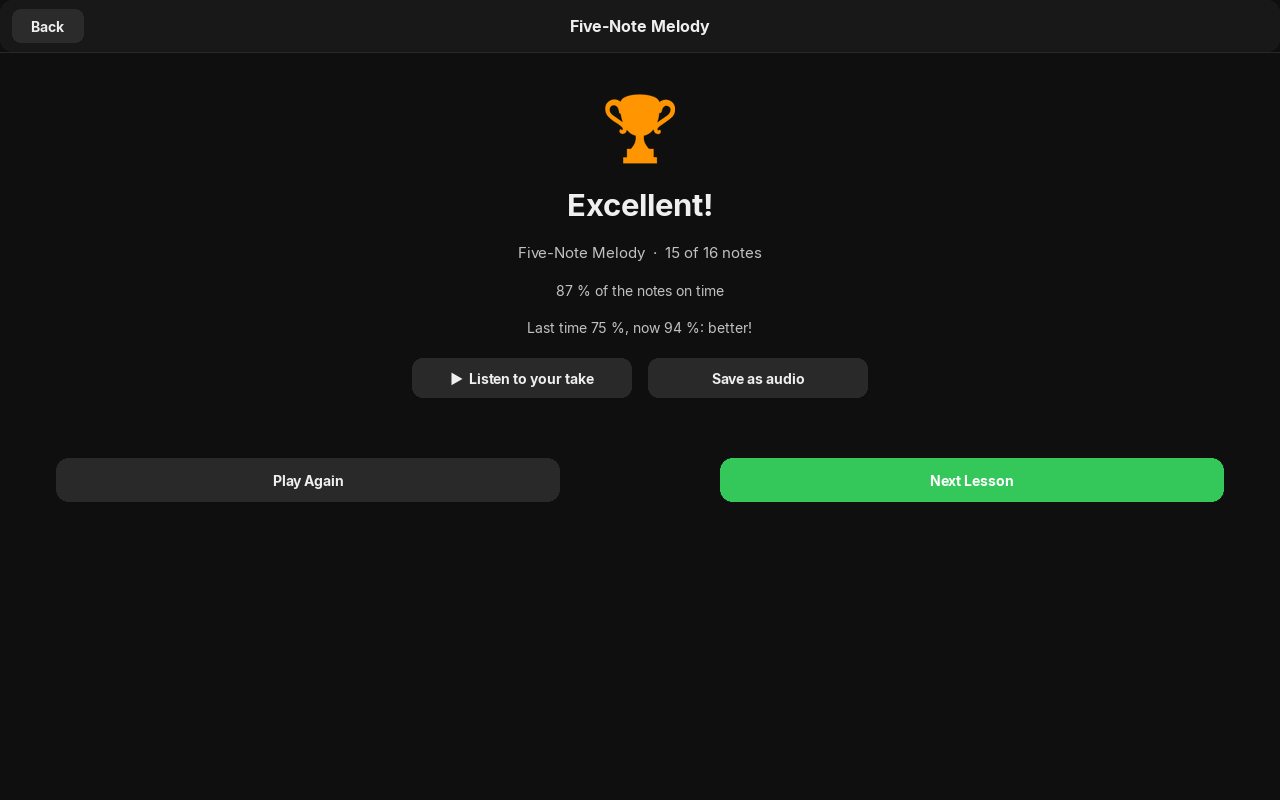 Back
Five-Note Melody
Excellent!
Five-Note Melody · 15 of 16 notes
87 % of the notes on time
Last time 75 %, now 94 %: better!
▶ Listen to your take
Save as audio
Play Again
Next Lesson